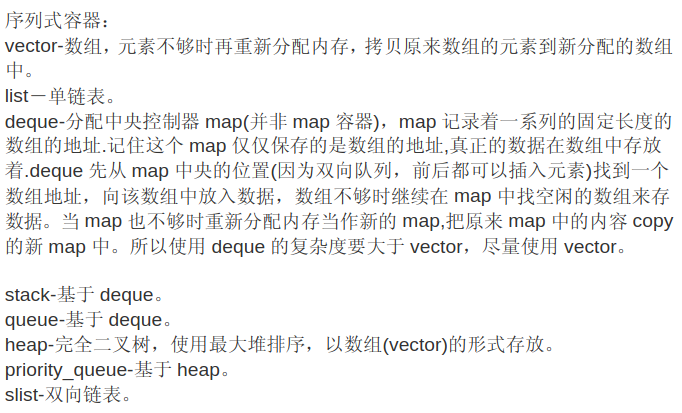 序列式容器：
vector-数组，元素不够时再重新分配内存，拷贝原来数组的元素到新分配的数组
中。
list－单链表。
deque-分配中央控制器 map(并非 map 容器)，map 记录着一系列的固定长度的
数组的地址.记住这个 map 仅仅保存的是数组的地址,真正的数据在数组中存放
着.deque 先从 map 中央的位置(因为双向队列，前后都可以插入元素)找到一个
数组地址，向该数组中放入数据，数组不够时继续在 map 中找空闲的数组来存
数据。当 map 也不够时重新分配内存当作新的 map,把原来 map 中的内容 copy
的新 map 中。所以使用 deque 的复杂度要大于 vector，尽量使用 vector。
stack-基于 deque。
queue-基于 deque。
heap-完全二叉树，使用最大堆排序，以数组(vector)的形式存放。
priority_queue-基于 heap。
slist-双向链表。